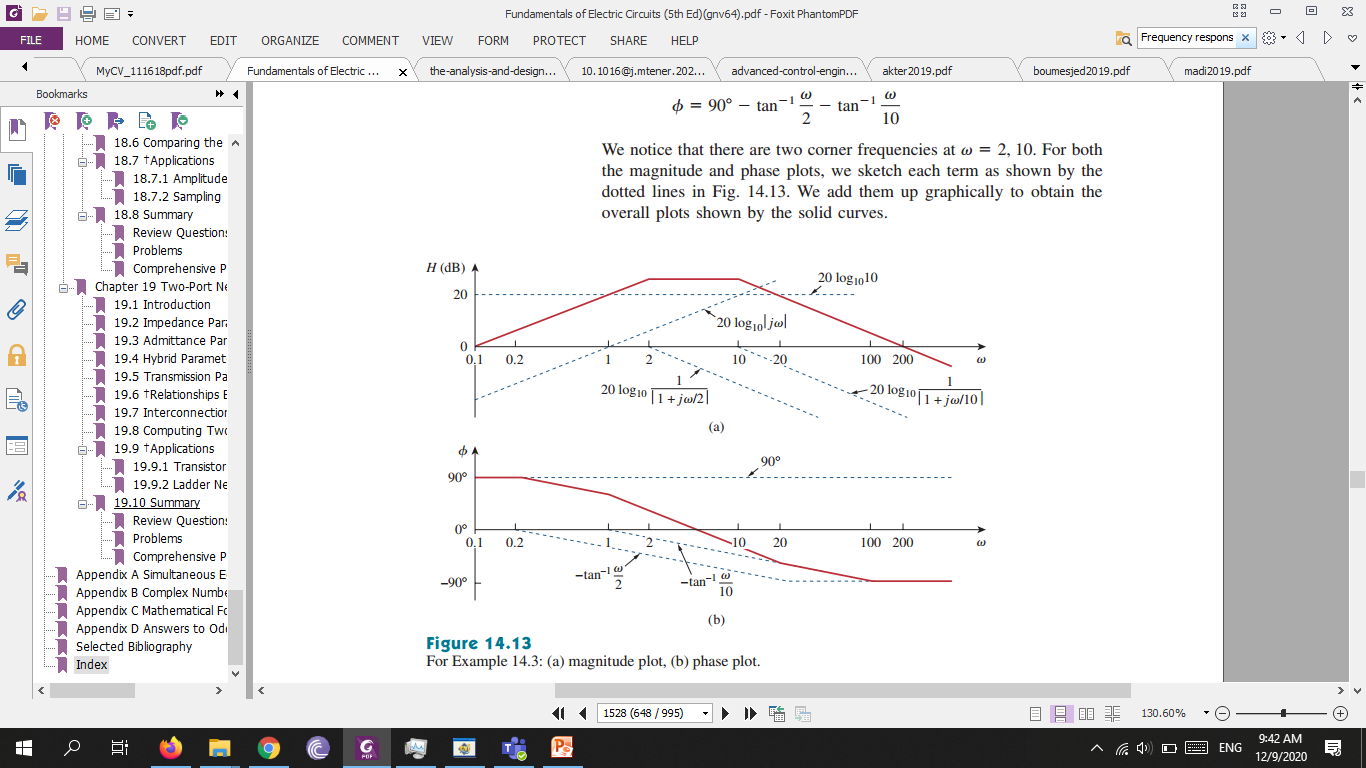 Fundamentals of Electric Circuits (5th Ed)(gnv64).pdf - Foxit PhantomPDF
FILE HOME CONVERT EDIT ORGANIZE COMMENT VIEW FORM PROTECT SHARE HELP
Frequency respons
MyCV_111618pdf.pdf
Fundamentals of Electric ...
the-analysis-and-design...
10.1016@j.mtener.202...
advanced-control-engin...
akter2019.pdf
boumesjed2019.pdf
madi2019.pdf
Bookmarks
18.6 Comparing the
18.7 †Applications
18.7.1 Amplitude
18.7.2 Sampling
18.8 Summary
Review Questions
Problems
Comprehensive P
Chapter 19 Two-Port Ne
19.1 Introduction
19.2 Impedance Par
19.3 Admittance Par
19.4 Hybrid Paramet
19.5 Transmission Pa
19.6 †Relationships B
19.7 Interconnection
19.8 Computing Two
19.9 †Applications
19.9.1 Transistor
19.9.2 Ladder Ne
19.10 Summary
Review Questions
Problems
Comprehensive P
Appendix A Simultaneous E
Appendix B Complex Numbe
Appendix C Mathematical Fo
Appendix D Answers to Odd
Selected Bibliography
Index
ϕ = 90° − tan⁻¹ ω/2 − tan⁻¹ ω/10
We notice that there are two corner frequencies at ω = 2, 10. For both
the magnitude and phase plots, we sketch each term as shown by the
dotted lines in Fig. 14.13. We add them up graphically to obtain the
overall plots shown by the solid curves.
H (dB)
20 log₁₀10
20
20 log₁₀|jω|
0
0.1 0.2 1 2 10 20 100 200 ω
20 log₁₀ 1/|1 + jω/2|
20 log₁₀ 1/|1 + jω/10|
(a)
ϕ
90°
90°
0°
0.1 0.2 1 2 10 20 100 200 ω
−tan⁻¹ ω/2
−tan⁻¹ ω/10
−90°
(b)
Figure 14.13
For Example 14.3: (a) magnitude plot, (b) phase plot.
1528 (648 / 995)
130.60%
PDF
ENG
9:42 AM
12/9/2020